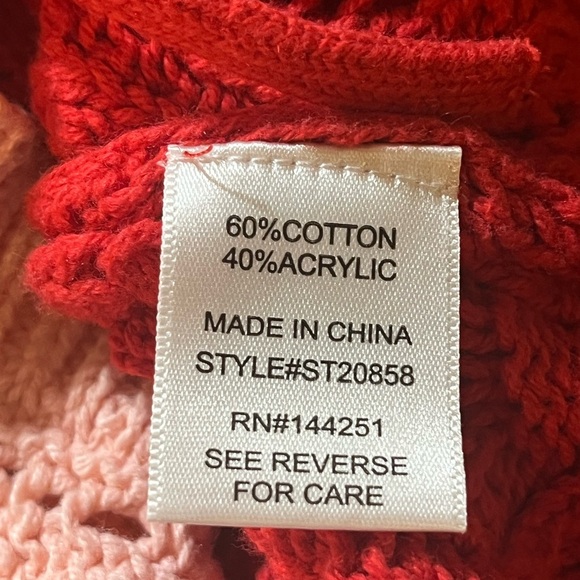 60%COTTON
40%ACRYLIC
MADE IN CHINA
STYLE#ST20858
RN#144251
SEE REVERSE
FOR CARE